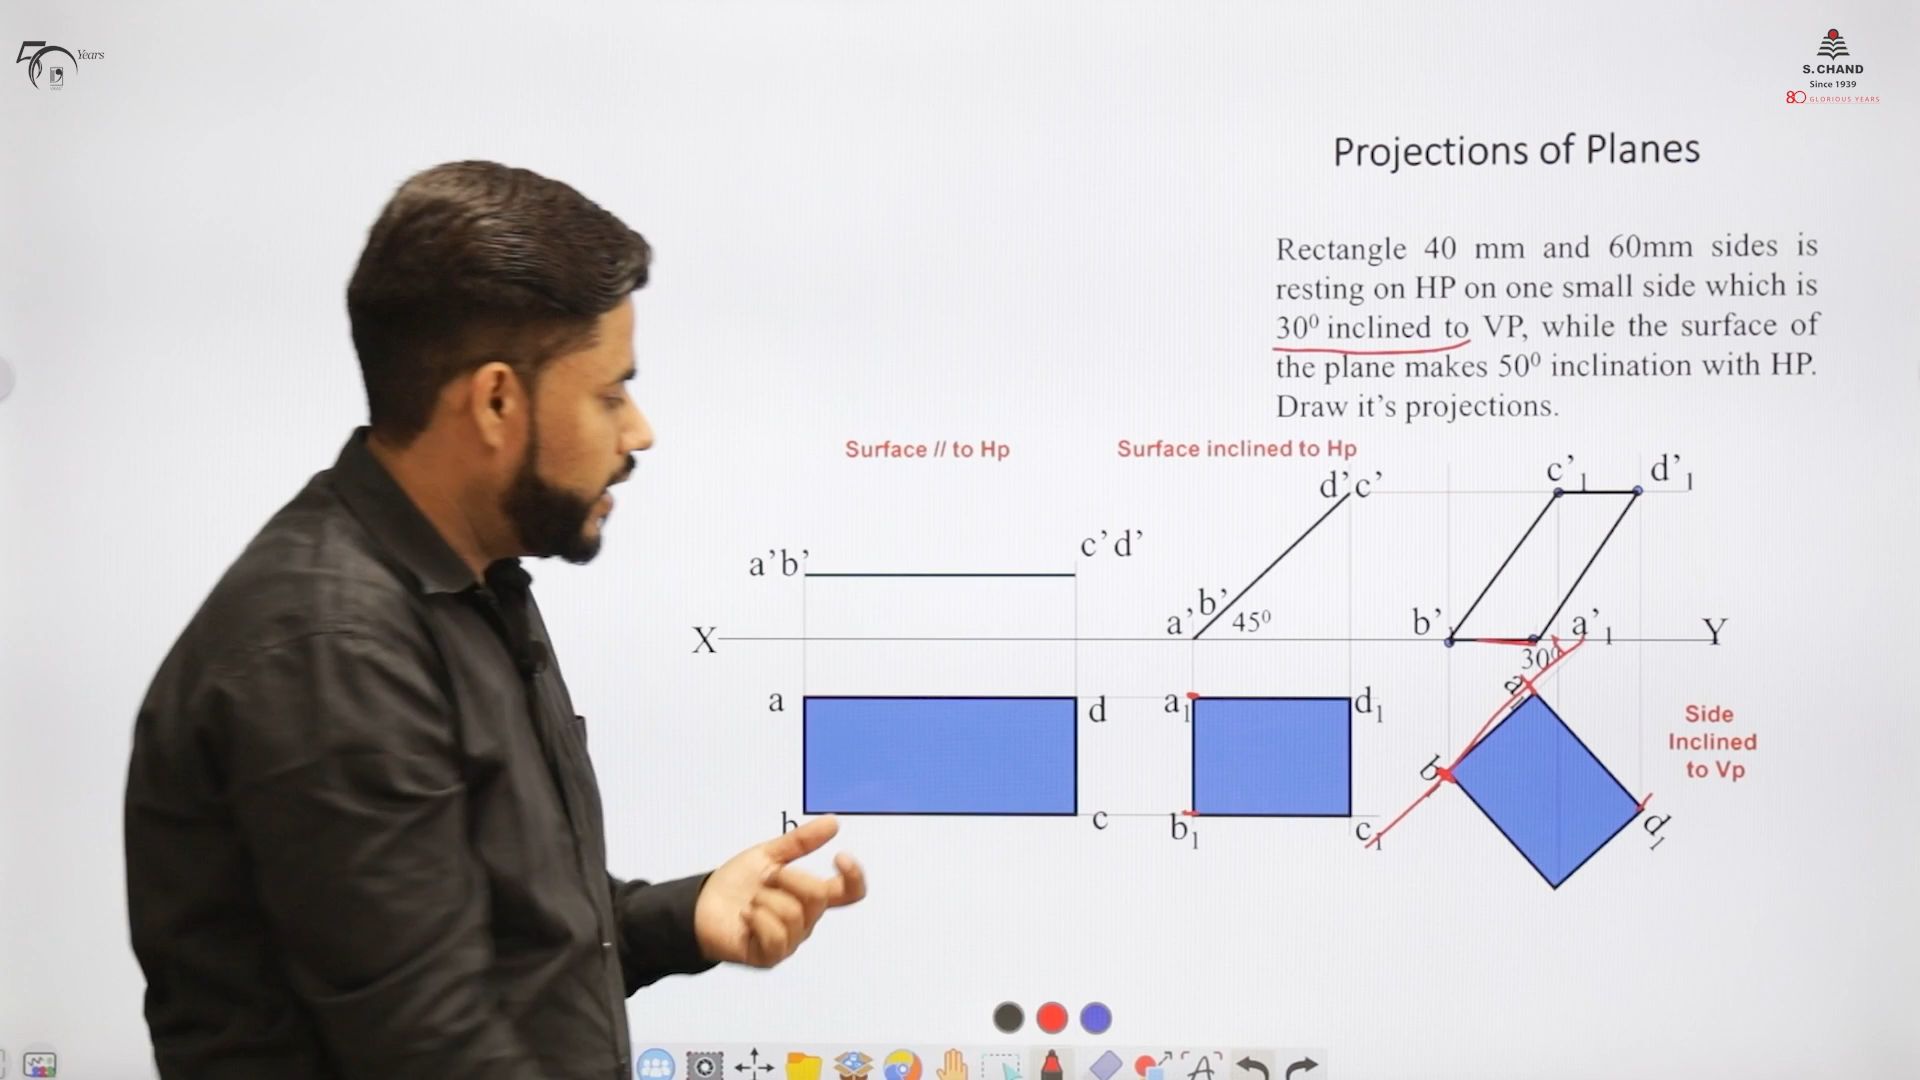 50 Years
S. CHAND
Since 1939
80 GLORIOUS YEARS
Projections of Planes
Rectangle 40 mm and 60mm sides is
resting on HP on one small side which is
30⁰ inclined to VP, while the surface of
the plane makes 50⁰ inclination with HP.
Draw it's projections.
Surface // to Hp
Surface inclined to Hp
d'c'
c'₁
d'₁
a'b'
c'd'
a'b'
45⁰
b'
a'₁
X
Y
30⁰
a
d
a₁
d₁
a₁
Side
Inclined
to Vp
b
b
c
b₁
c₁
d₁